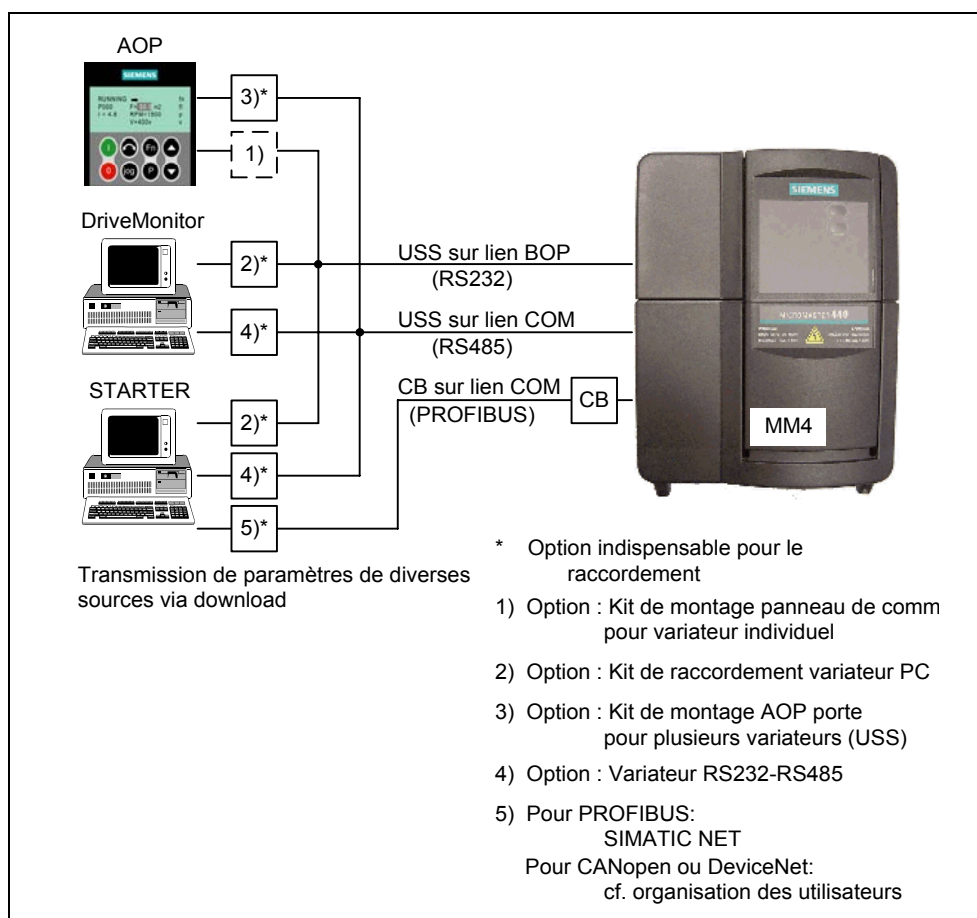 AOP
SIEMENS
RUNNING
P000
RPM=1500
V=400v
3)*
1)
Fn
jog
P
0
DriveMonitor
2)*
4)*
STARTER
2)*
4)*
5)*
USS sur lien BOP
(RS232)
USS sur lien COM
(RS485)
CB sur lien COM
(PROFIBUS)
CB
SIEMENS
MICROMASTER 440
MM4
Transmission de paramètres de diverses
sources via download
* Option indispensable pour le
raccordement
1) Option : Kit de montage panneau de comm
pour variateur individuel
2) Option : Kit de raccordement variateur PC
3) Option : Kit de montage AOP porte
pour plusieurs variateurs (USS)
4) Option : Variateur RS232-RS485
5) Pour PROFIBUS:
SIMATIC NET
Pour CANopen ou DeviceNet:
cf. organisation des utilisateurs